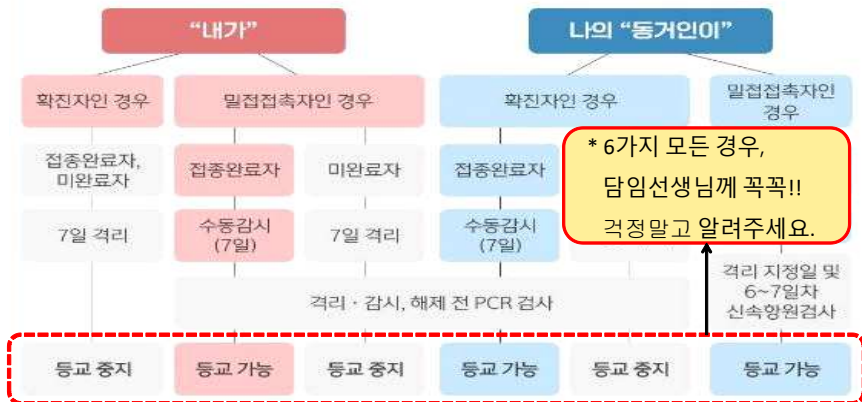 “내가”
나의 “동거인이”
확진자인 경우
밀접접촉자인 경우
확진자인 경우
밀접접촉자인
경우
접종완료자,
미완료자
접종완료자
미완료자
접종완료자
* 6가지 모든 경우,
담임선생님께 꼭꼭!!
걱정말고 알려주세요.
7일 격리
수동감시
(7일)
7일 격리
수동감시
(7일)
격리 · 감시, 해제 전 PCR 검사
격리 지정일 및
6~7일차
신속항원검사
등교 중지
등교 가능
등교 중지
등교 가능
등교 중지
등교 가능